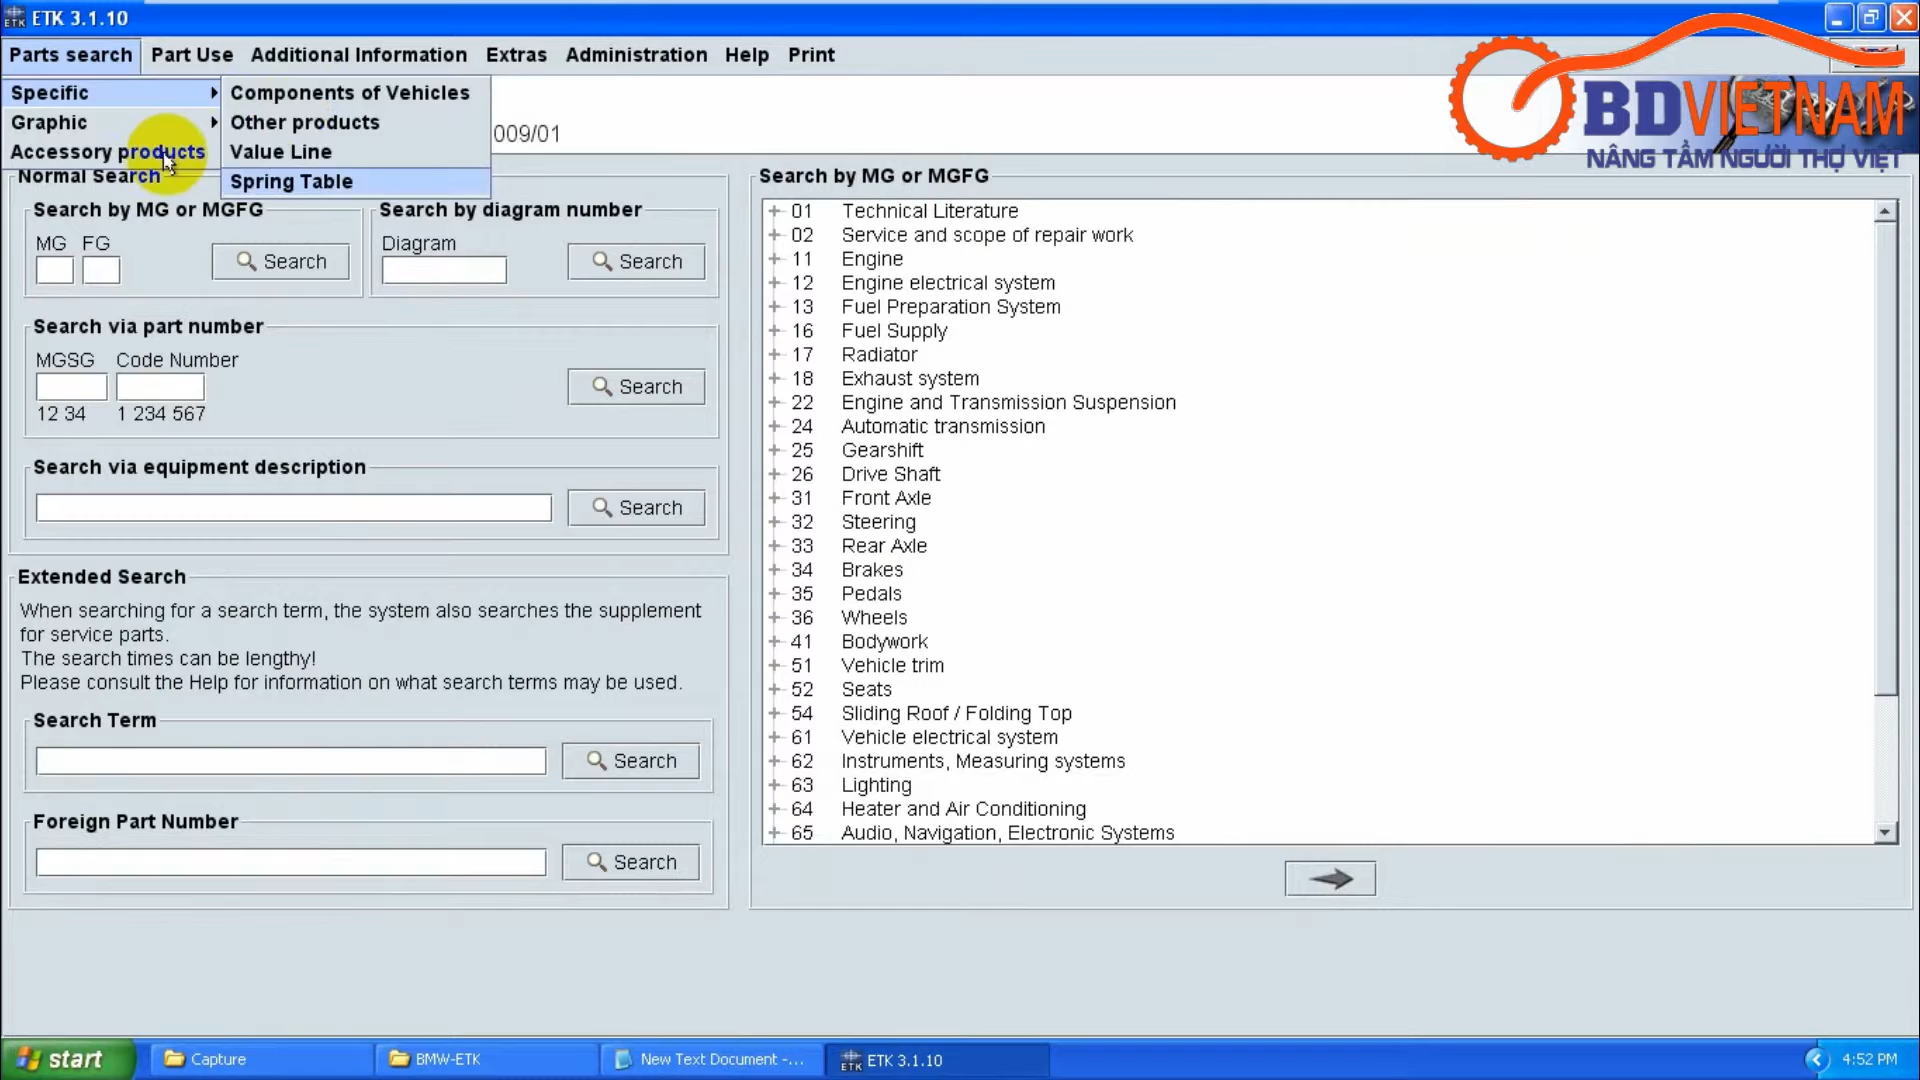 ETK 3.1.10
Parts search Part Use Additional Information Extras Administration Help Print
Specific
Graphic
Accessory products
Components of Vehicles
Other products
Value Line
Spring Table
009/01
BDVIETNAM
NÂNG TẦM NGƯỜI THỢ VIỆT
Normal Search
Search by MG or MGFG
MG FG
Search
Search by diagram number
Diagram
Search
Search via part number
MGSG Code Number
Search
12 34 1 234 567
Search via equipment description
Search
Extended Search
When searching for a search term, the system also searches the supplement
for service parts.
The search times can be lengthy!
Please consult the Help for information on what search terms may be used.
Search Term
Search
Foreign Part Number
Search
Search by MG or MGFG
01 Technical Literature
02 Service and scope of repair work
11 Engine
12 Engine electrical system
13 Fuel Preparation System
16 Fuel Supply
17 Radiator
18 Exhaust system
22 Engine and Transmission Suspension
24 Automatic transmission
25 Gearshift
26 Drive Shaft
31 Front Axle
32 Steering
33 Rear Axle
34 Brakes
35 Pedals
36 Wheels
41 Bodywork
51 Vehicle trim
52 Seats
54 Sliding Roof / Folding Top
61 Vehicle electrical system
62 Instruments, Measuring systems
63 Lighting
64 Heater and Air Conditioning
65 Audio, Navigation, Electronic Systems
start
Capture
BMW-ETK
New Text Document -...
ETK
ETK 3.1.10
4:52 PM